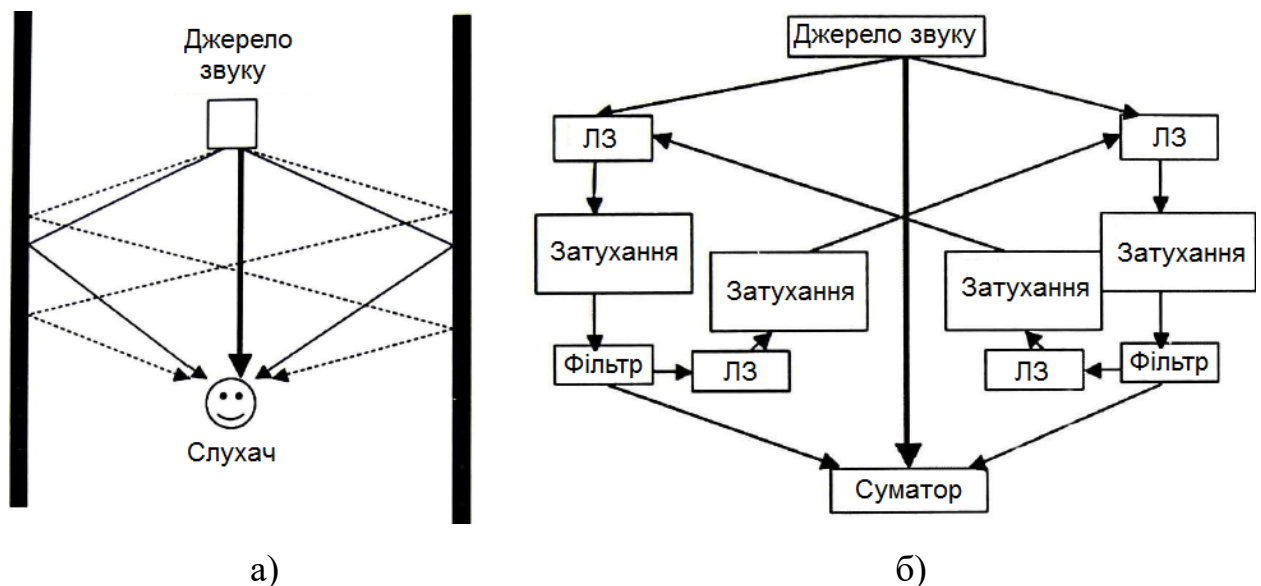 Джерело
звуку
Слухач
а)
Джерело звуку
ЛЗ
ЛЗ
Затухання
Затухання
Затухання
Затухання
Фільтр
ЛЗ
ЛЗ
Фільтр
Суматор
б)